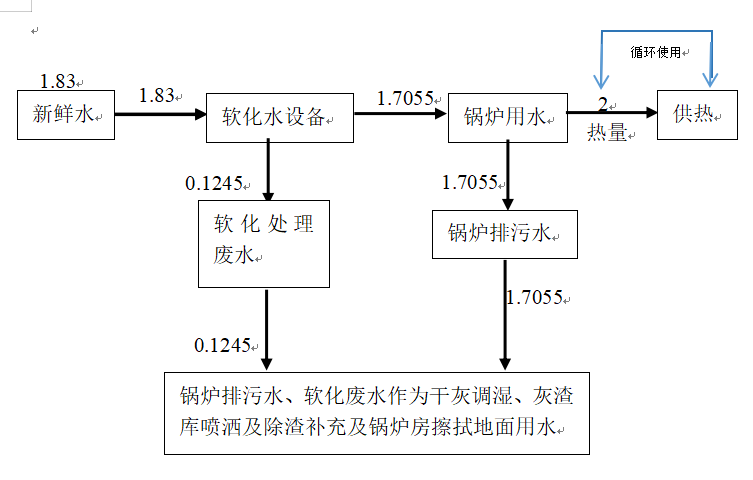 循环使用
1.83
1.83
1.7055
2
新鲜水
软化水设备
锅炉用水
供热
热量
0.1245
1.7055
软化处理
废水
锅炉排污水
1.7055
0.1245
锅炉排污水、软化废水作为干灰调湿、灰渣
库喷洒及除渣补充及锅炉房擦拭地面用水